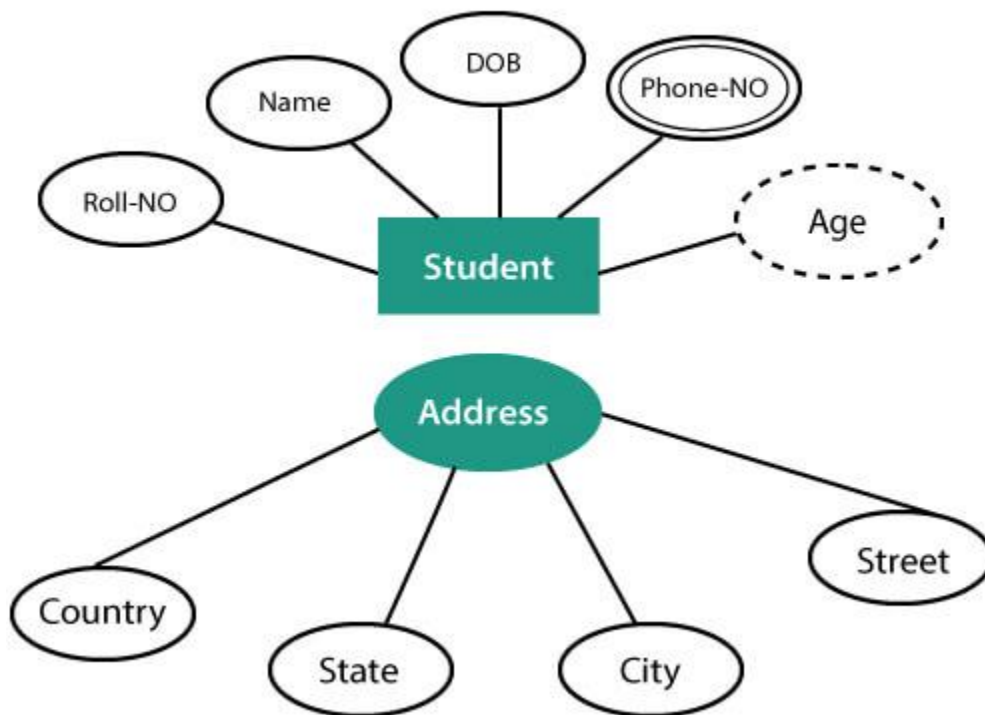 DOB
Phone-NO
Name
Roll-NO
Age
Student
Address
Street
Country
State
City